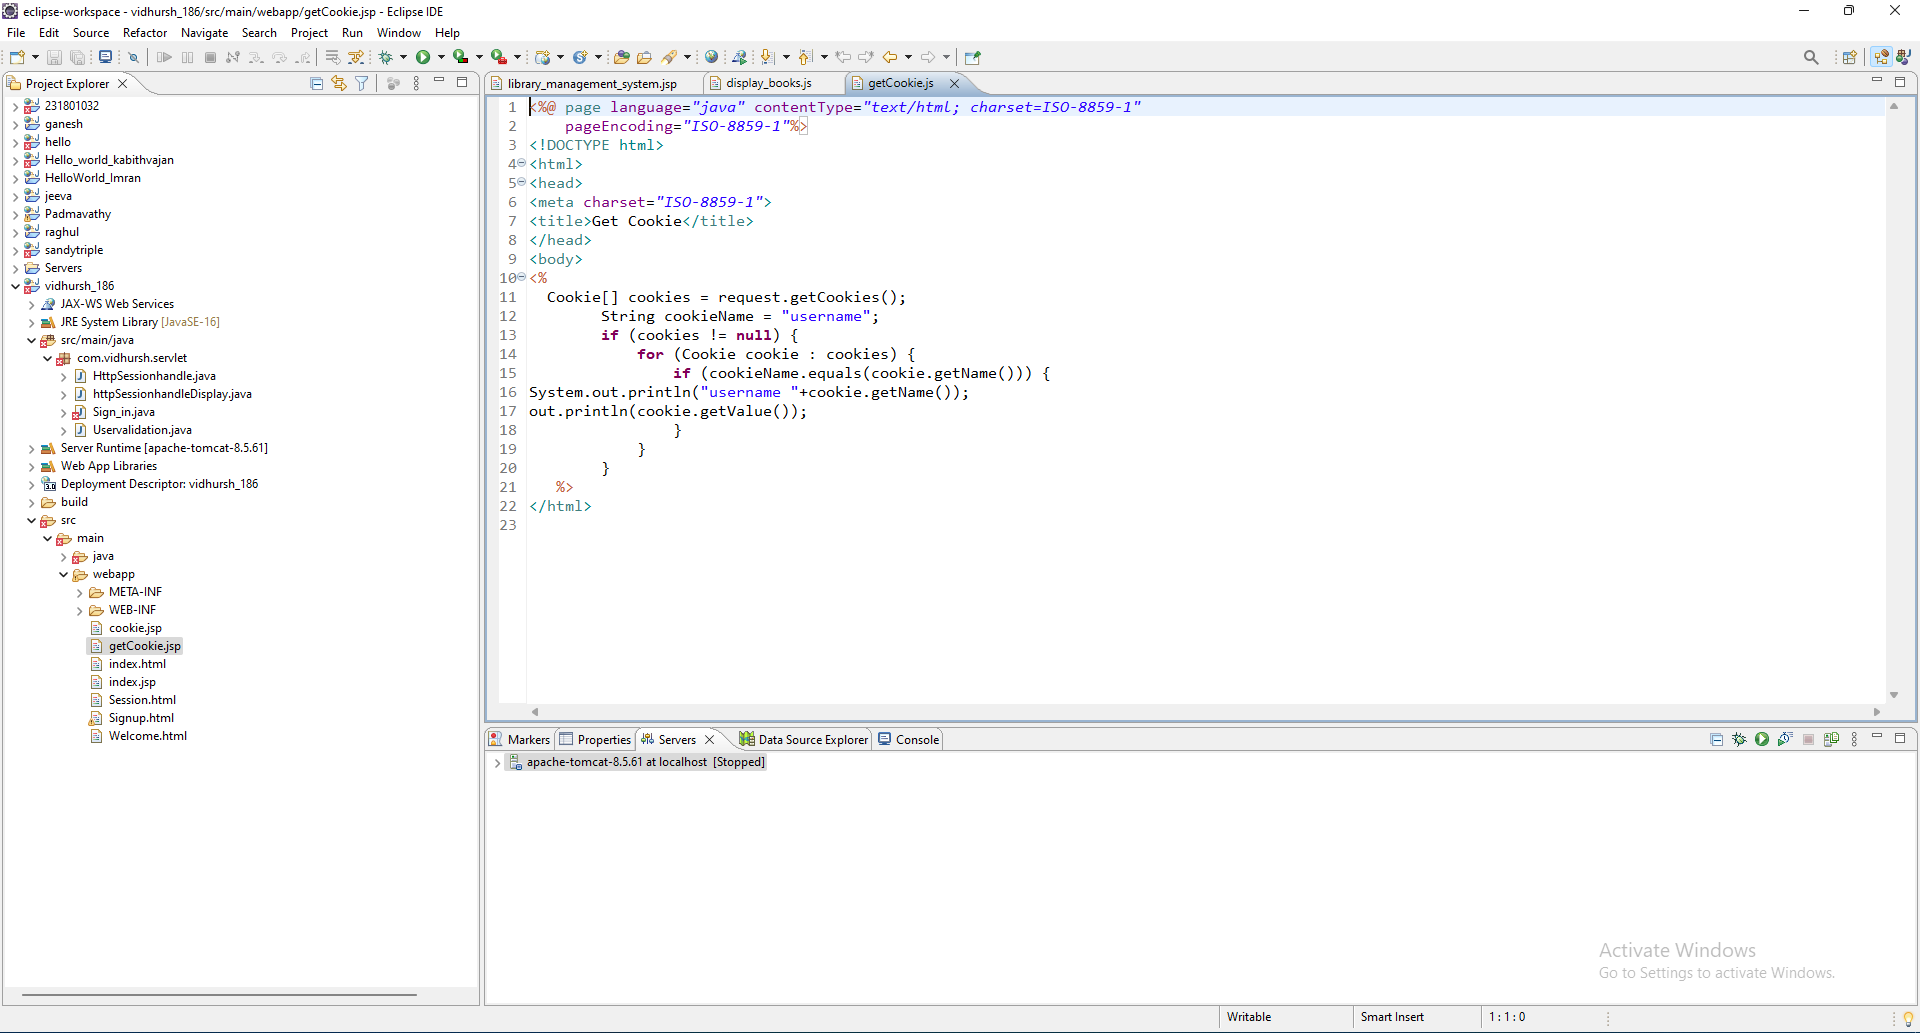 eclipse-workspace - vidhursh_186/src/main/webapp/getCookie.jsp - Eclipse IDE
File Edit Source Refactor Navigate Search Project Run Window Help
Project Explorer
231801032
ganesh
hello
Hello_world_kabithvajan
HelloWorld_Imran
jeeva
Padmavathy
raghul
sandytriple
Servers
vidhursh_186
JAX-WS Web Services
JRE System Library [JavaSE-16]
src/main/java
com.vidhursh.servlet
HttpSessionhandle.java
httpSessionhandleDisplay.java
Sign_in.java
Uservalidation.java
Server Runtime [apache-tomcat-8.5.61]
Web App Libraries
Deployment Descriptor: vidhursh_186
build
src
main
java
webapp
META-INF
WEB-INF
cookie.jsp
getCookie.jsp
index.html
index.jsp
Session.html
Signup.html
Welcome.html
library_management_system.jsp display_books.js getCookie.js
1 <%@ page language="java" contentType="text/html; charset=ISO-8859-1"
2 pageEncoding="ISO-8859-1"%>
3 <!DOCTYPE html>
4 <html>
5 <head>
6 <meta charset="ISO-8859-1">
7 <title>Get Cookie</title>
8 </head>
9 <body>
10 <%
11 Cookie[] cookies = request.getCookies();
12 String cookieName = "username";
13 if (cookies != null) {
14 for (Cookie cookie : cookies) {
15 if (cookieName.equals(cookie.getName())) {
16 System.out.println("username "+cookie.getName());
17 out.println(cookie.getValue());
18 }
19 }
20 }
21 %>
22 </html>
23
Markers Properties Servers Data Source Explorer Console
apache-tomcat-8.5.61 at localhost [Stopped]
Activate Windows
Go to Settings to activate Windows.
Writable Smart Insert 1 : 1 : 0